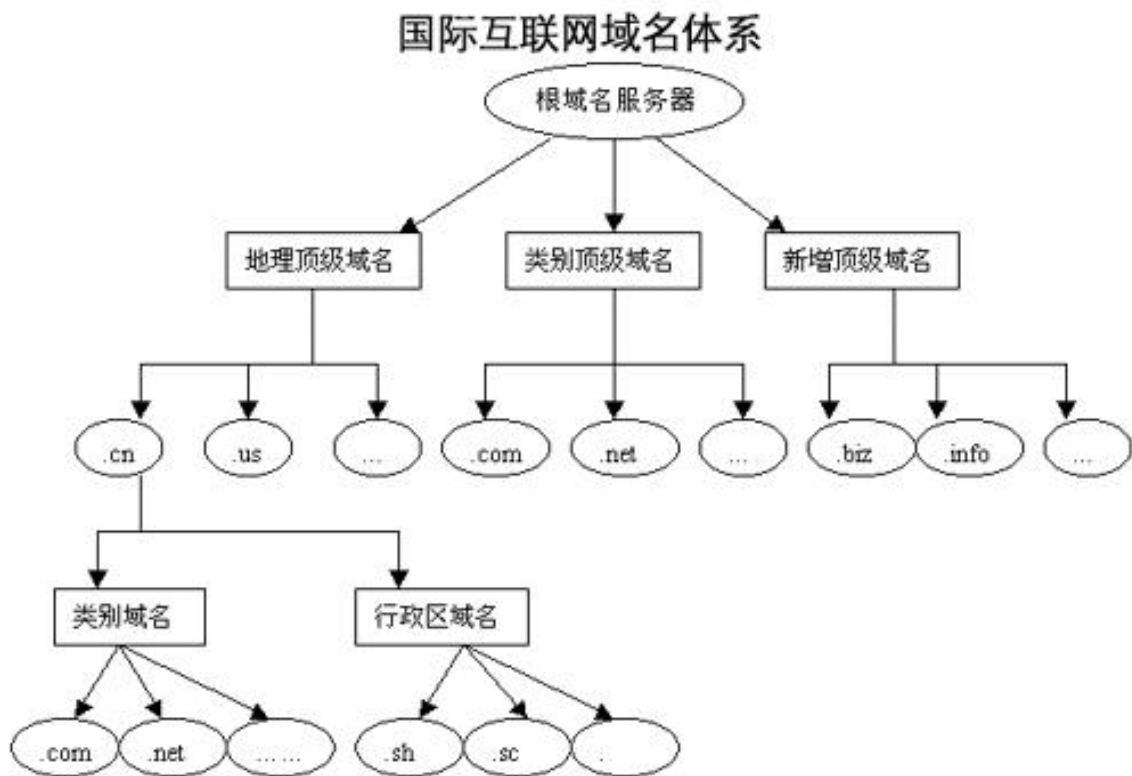 国际互联网域名体系
根域名服务器
地理顶级域名
类别顶级域名
新增顶级域名
.cn
.us
...
.com
.net
...
.biz
.info
...
类别域名
行政区域名
.com
.net
... ...
.sh
.sc
.